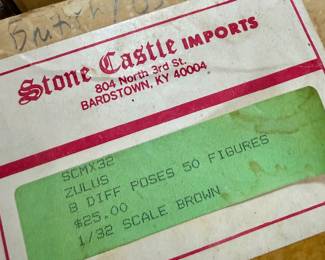 British
Stone Castle IMPORTS
804 North 3rd St.
BARDSTOWN, KY 40004
SCMX32
ZULUS
8 DIFF POSES 50 FIGURES
$25.00
1/32 SCALE BROWN